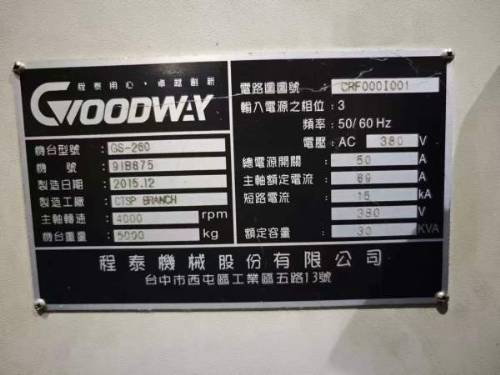 程泰用心‧卓越創新
GOODWAY
機台型號 : GS-260
機 號 : 91B875
製造日期 : 2015.12
製造工廠 : CTSP BRANCH
主軸轉速 : 4000 rpm
機台重量 : 5000 kg
電路圖圖號 : CRF000I001
輸入電源之相位 : 3
頻率 : 50/60 Hz
電壓 : AC 380 V
總電源開關 : 50 A
主軸額定電流 : 69 A
短路電流 : 15 kA
380 V
額定容量 : 30 KVA
程泰機械股份有限公司
台中市西屯區工業區五路13號